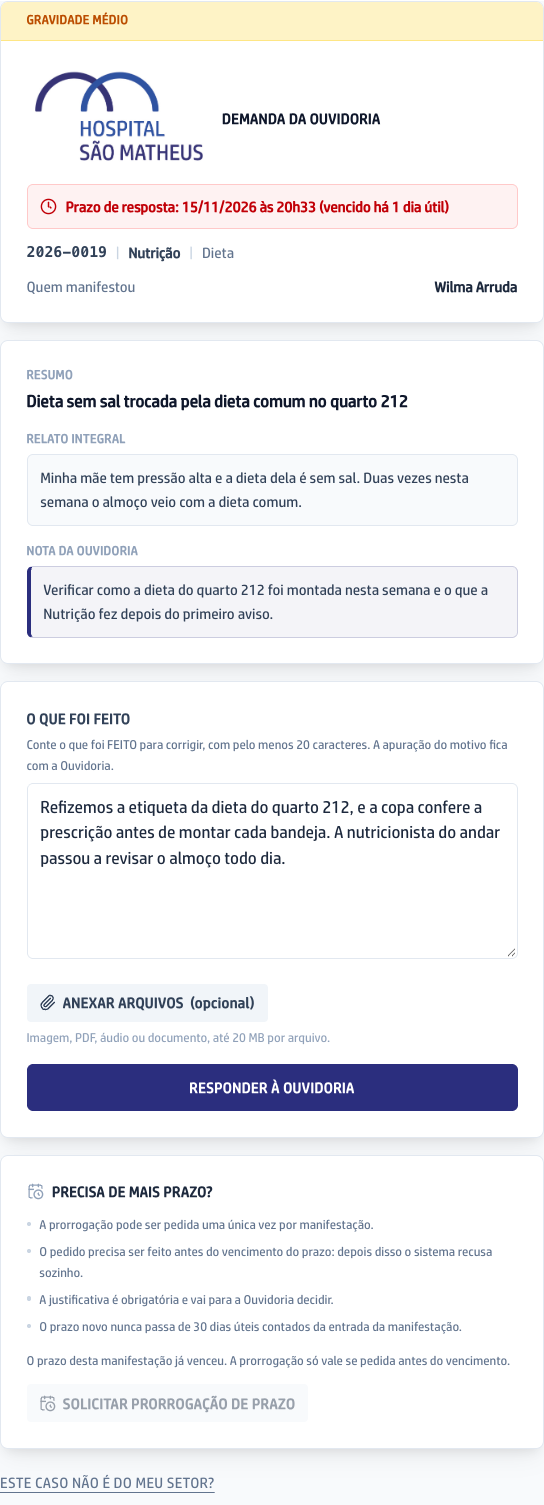 GRAVIDADE MÉDIO
HOSPITAL
SÃO MATHEUS
DEMANDA DA OUVIDORIA
Prazo de resposta: 15/11/2026 às 20h33 (vencido há 1 dia útil)
2026-0019 | Nutrição | Dieta
Quem manifestou Wilma Arruda
RESUMO
Dieta sem sal trocada pela dieta comum no quarto 212
RELATO INTEGRAL
Minha mãe tem pressão alta e a dieta dela é sem sal. Duas vezes nesta
semana o almoço veio com a dieta comum.
NOTA DA OUVIDORIA
Verificar como a dieta do quarto 212 foi montada nesta semana e o que a
Nutrição fez depois do primeiro aviso.
O QUE FOI FEITO
Conte o que foi FEITO para corrigir, com pelo menos 20 caracteres. A apuração do motivo fica
com a Ouvidoria.
Refizemos a etiqueta da dieta do quarto 212, e a copa confere a
prescrição antes de montar cada bandeja. A nutricionista do andar
passou a revisar o almoço todo dia.
ANEXAR ARQUIVOS (opcional)
Imagem, PDF, áudio ou documento, até 20 MB por arquivo.
RESPONDER À OUVIDORIA
PRECISA DE MAIS PRAZO?
A prorrogação pode ser pedida uma única vez por manifestação.
O pedido precisa ser feito antes do vencimento do prazo: depois disso o sistema recusa
sozinho.
A justificativa é obrigatória e vai para a Ouvidoria decidir.
O prazo novo nunca passa de 30 dias úteis contados da entrada da manifestação.
O prazo desta manifestação já venceu. A prorrogação só vale se pedida antes do vencimento.
SOLICITAR PRORROGAÇÃO DE PRAZO
ESTE CASO NÃO É DO MEU SETOR?